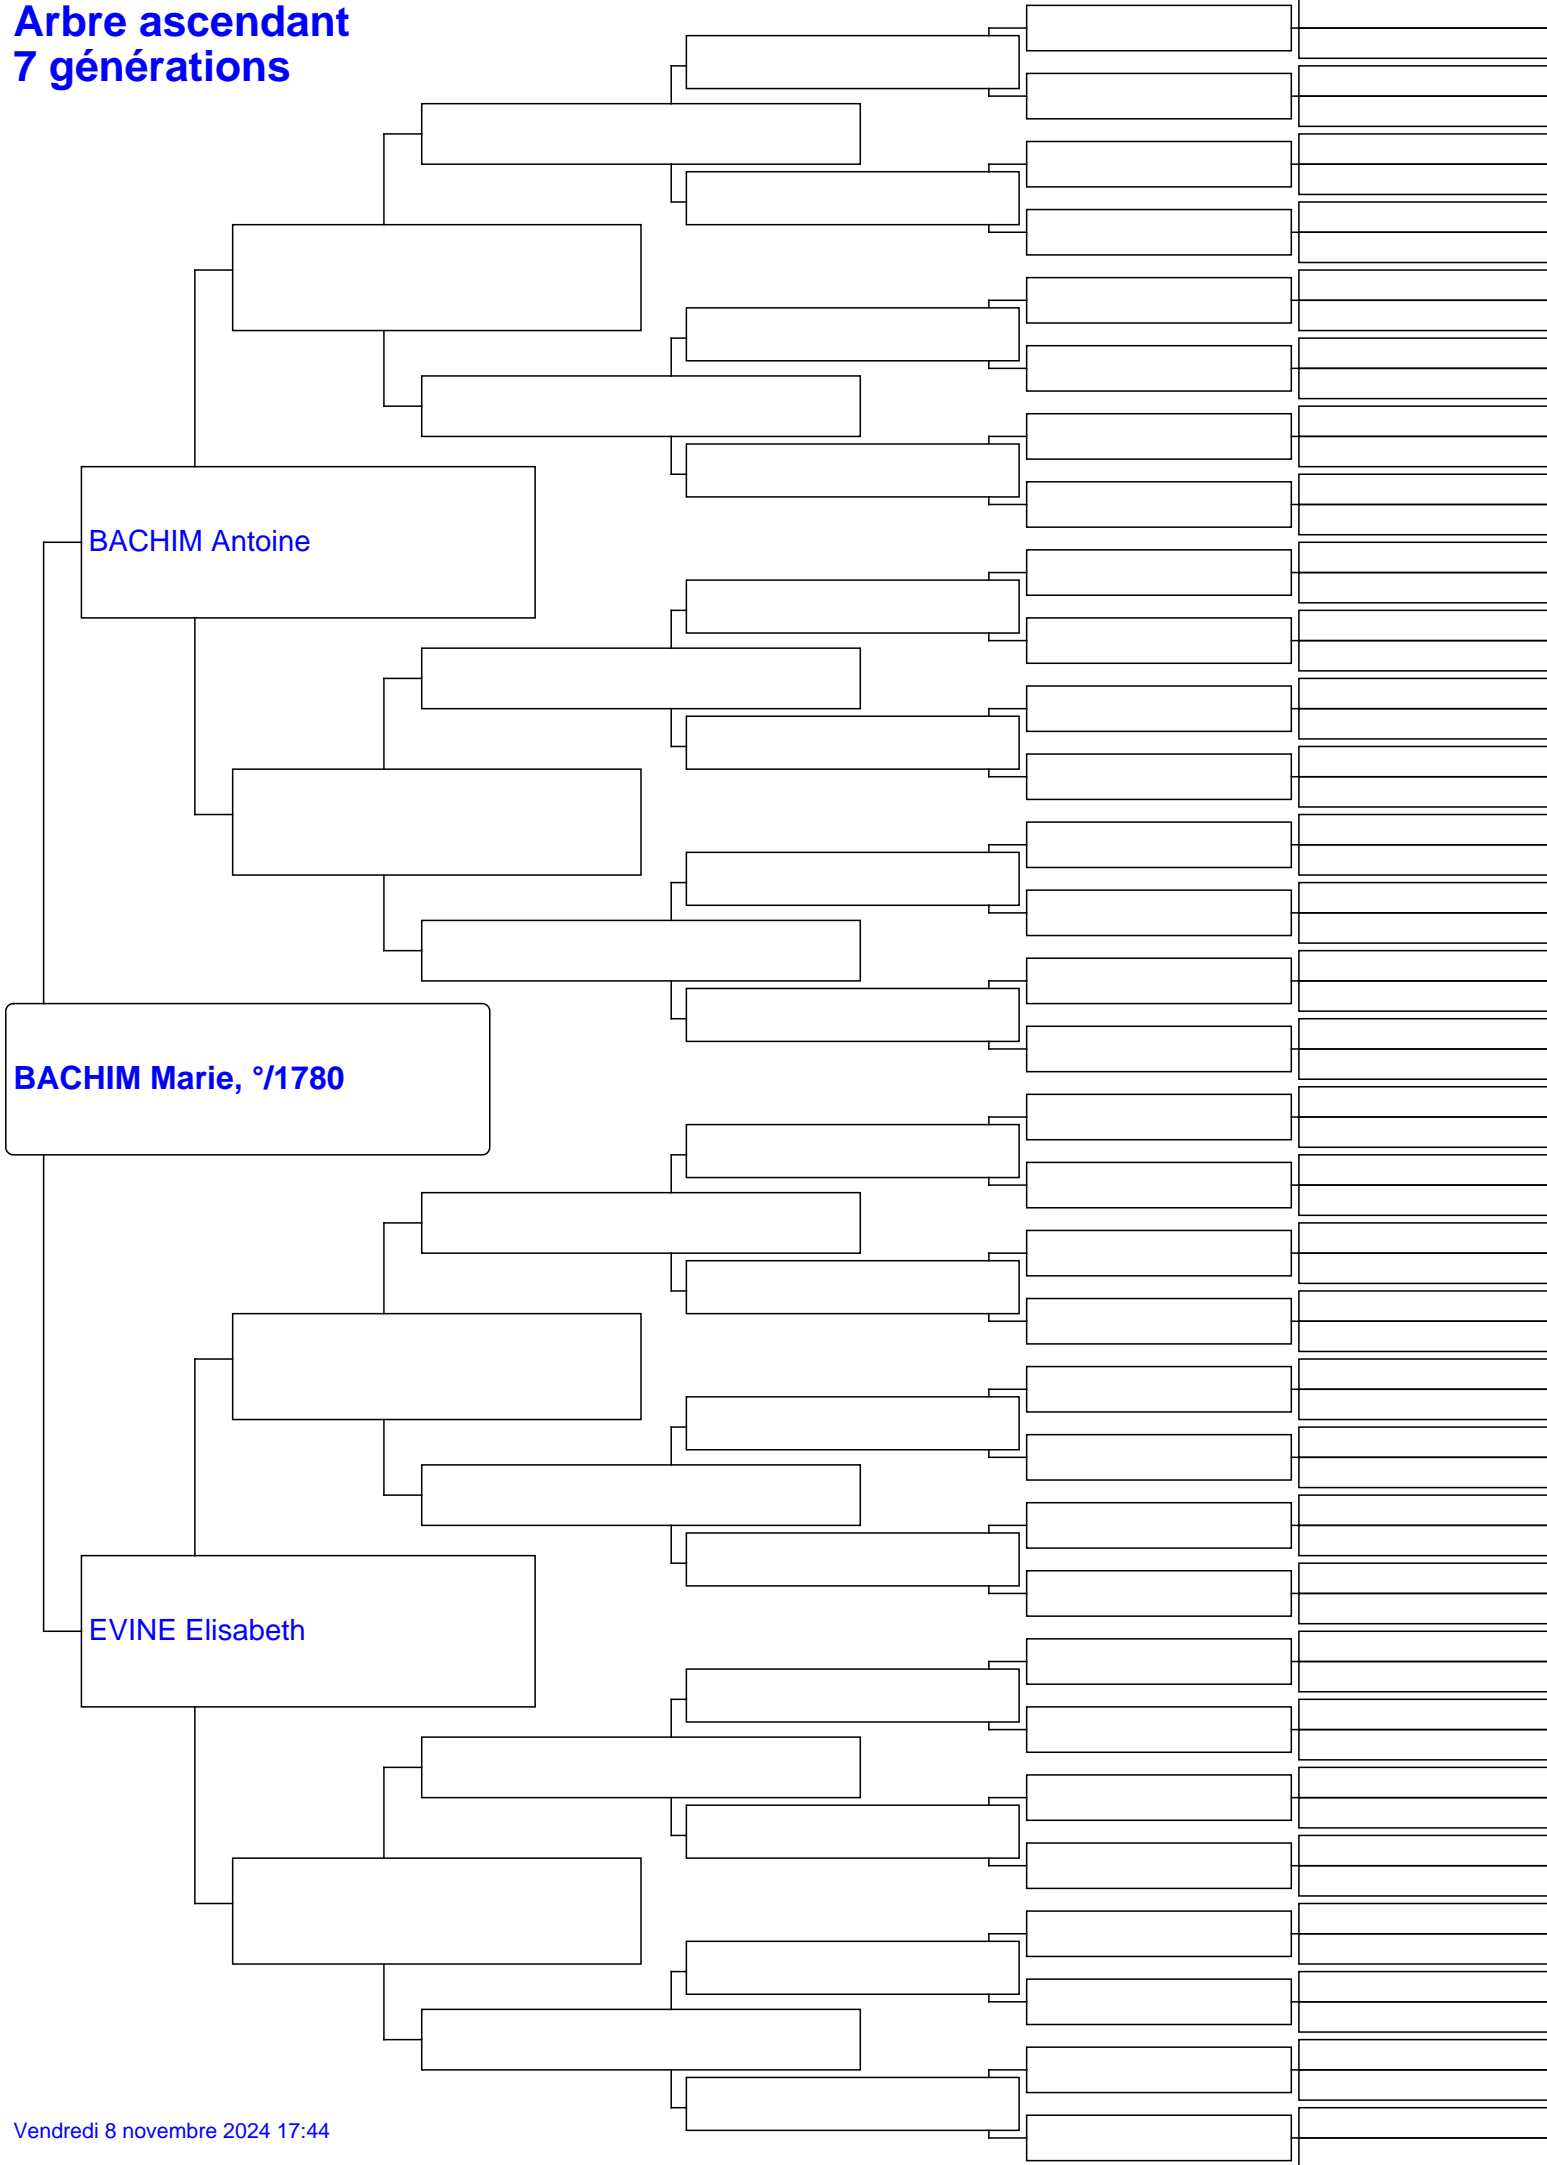 Arbre ascendant
7 générations
BACHIM Antoine
BACHIM Marie, °/1780
EVINE Elisabeth
Vendredi 8 novembre 2024 17:44